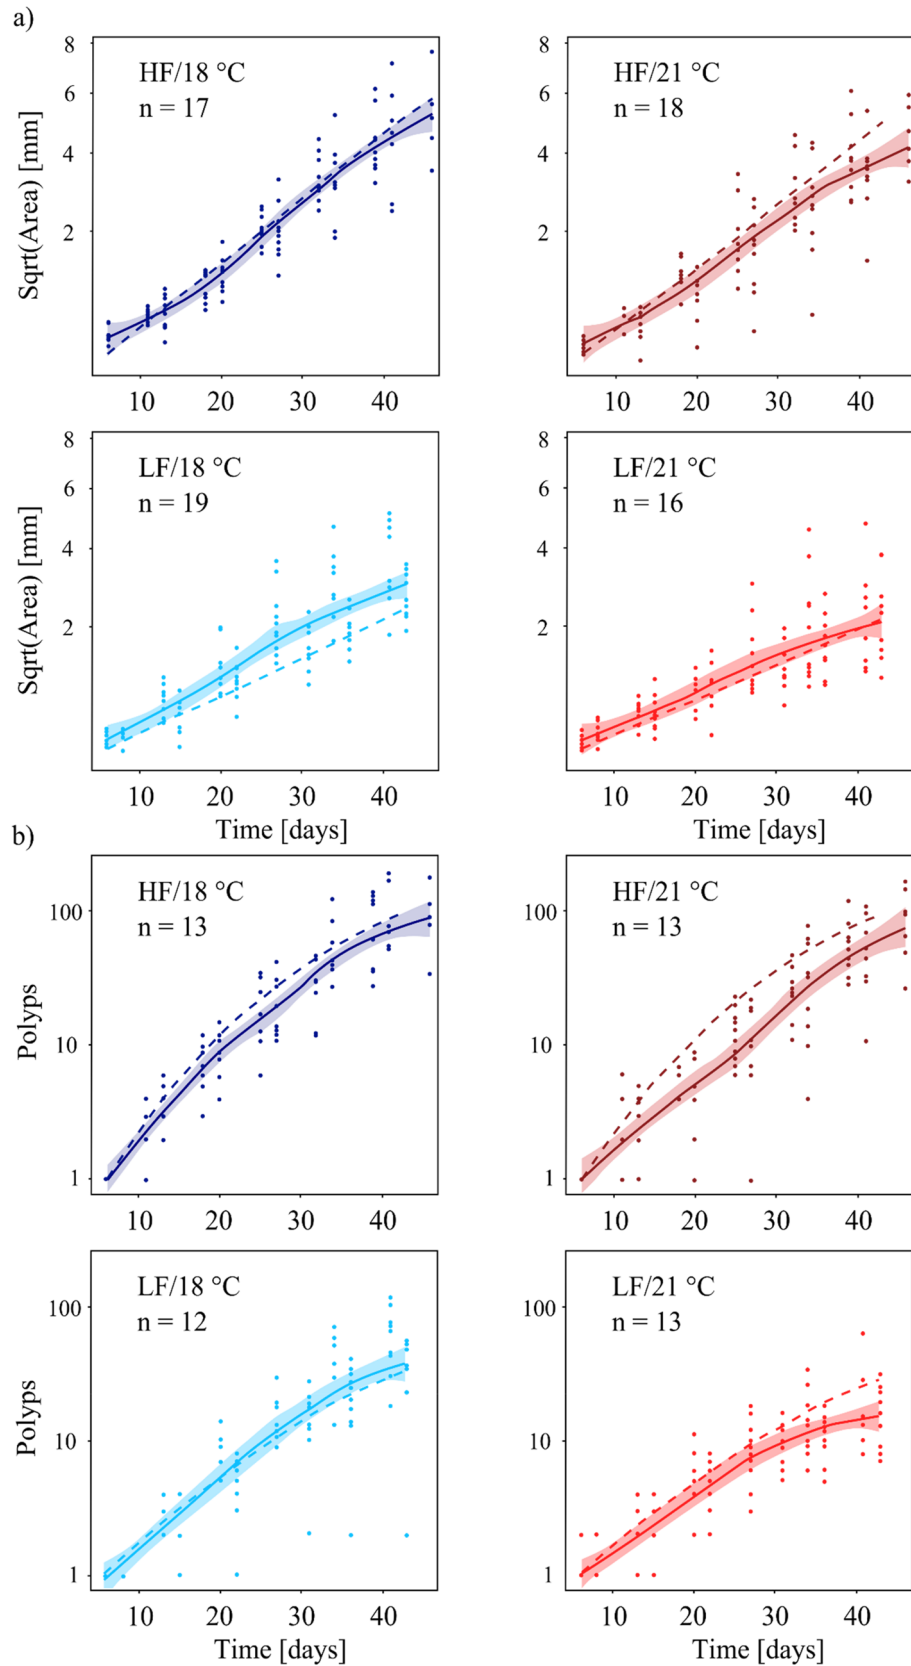 a)
HF/18 °C
n = 17
Sqrt(Area) [mm]
8
6
4
2
10 20 30 40
HF/21 °C
n = 18
8
6
4
2
10 20 30 40
LF/18 °C
n = 19
Sqrt(Area) [mm]
8
6
4
2
10 20 30 40
Time [days]
LF/21 °C
n = 16
8
6
4
2
10 20 30 40
Time [days]
b)
HF/18 °C
n = 13
Polyps
100
10
1
10 20 30 40
HF/21 °C
n = 13
100
10
1
10 20 30 40
LF/18 °C
n = 12
Polyps
100
10
1
10 20 30 40
Time [days]
LF/21 °C
n = 13
100
10
1
10 20 30 40
Time [days]